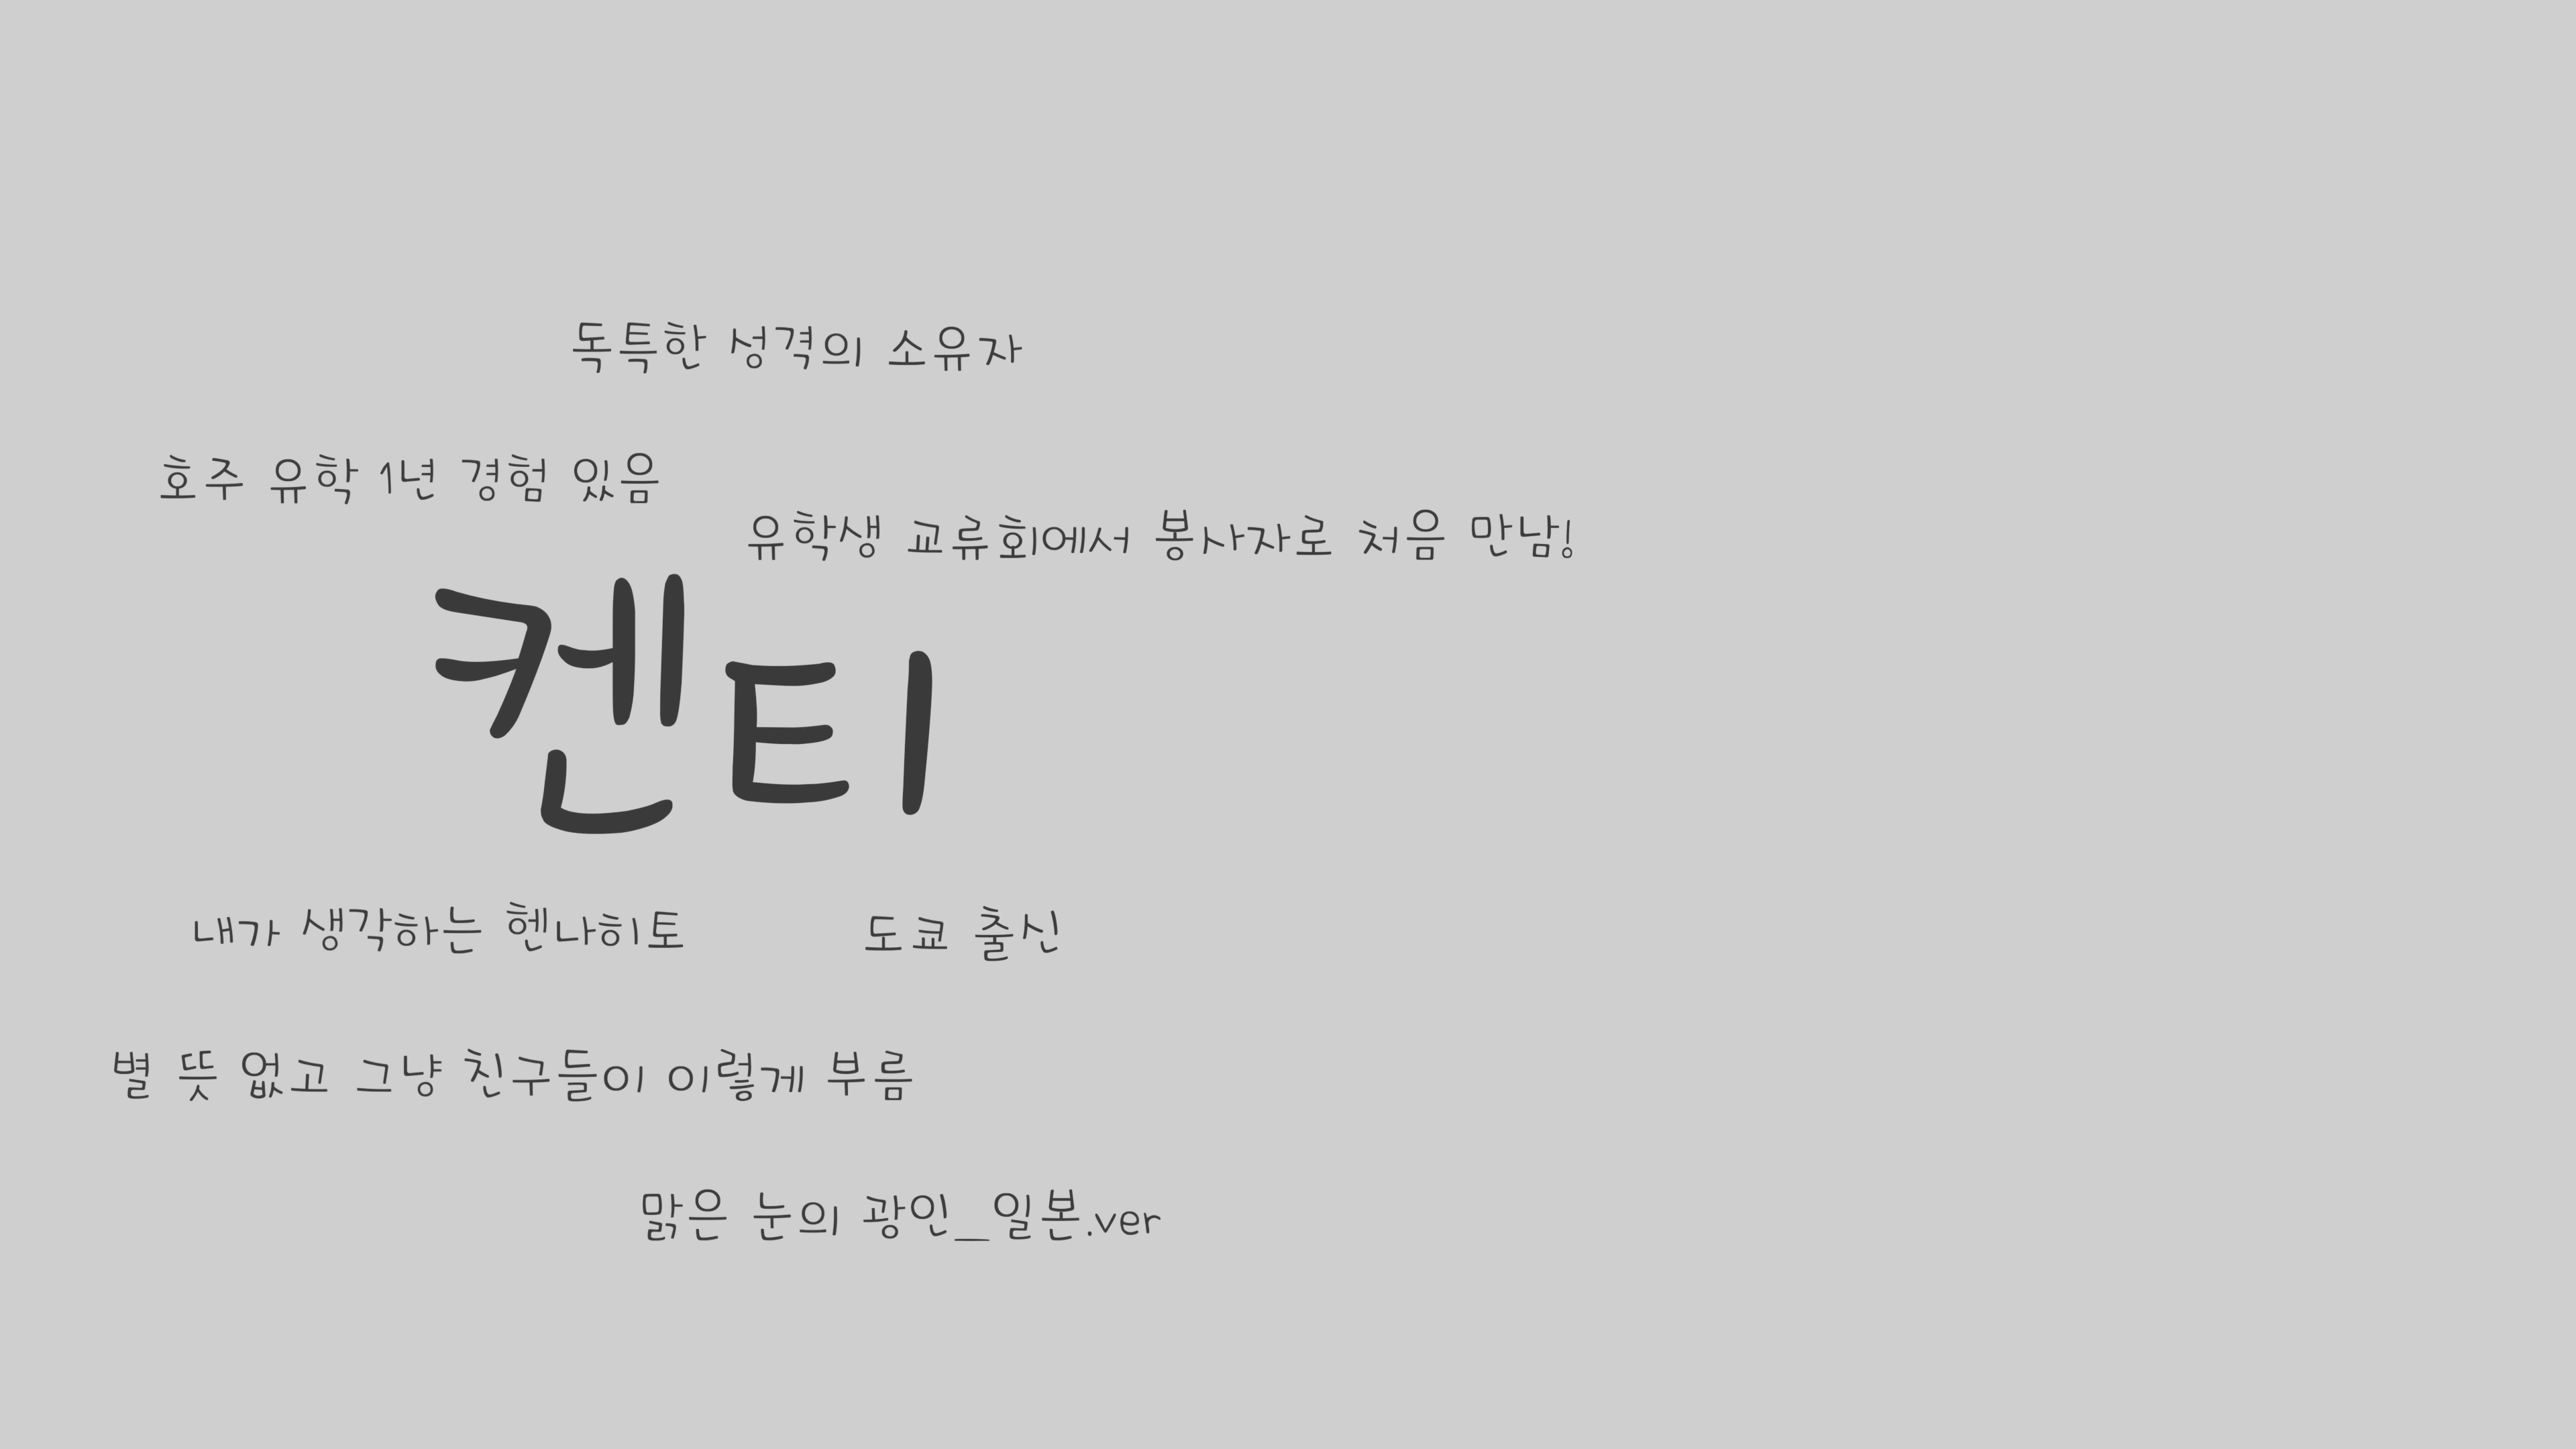 독특한 성격의 소유자
호주 유학 1년 경험 있음
유학생 교류회에서 봉사자로 처음 만남!
켄티
내가 생각하는 헨나히토
도쿄 출신
별 뜻 없고 그냥 친구들이 이렇게 부름
맑은 눈의 광인_일본.ver